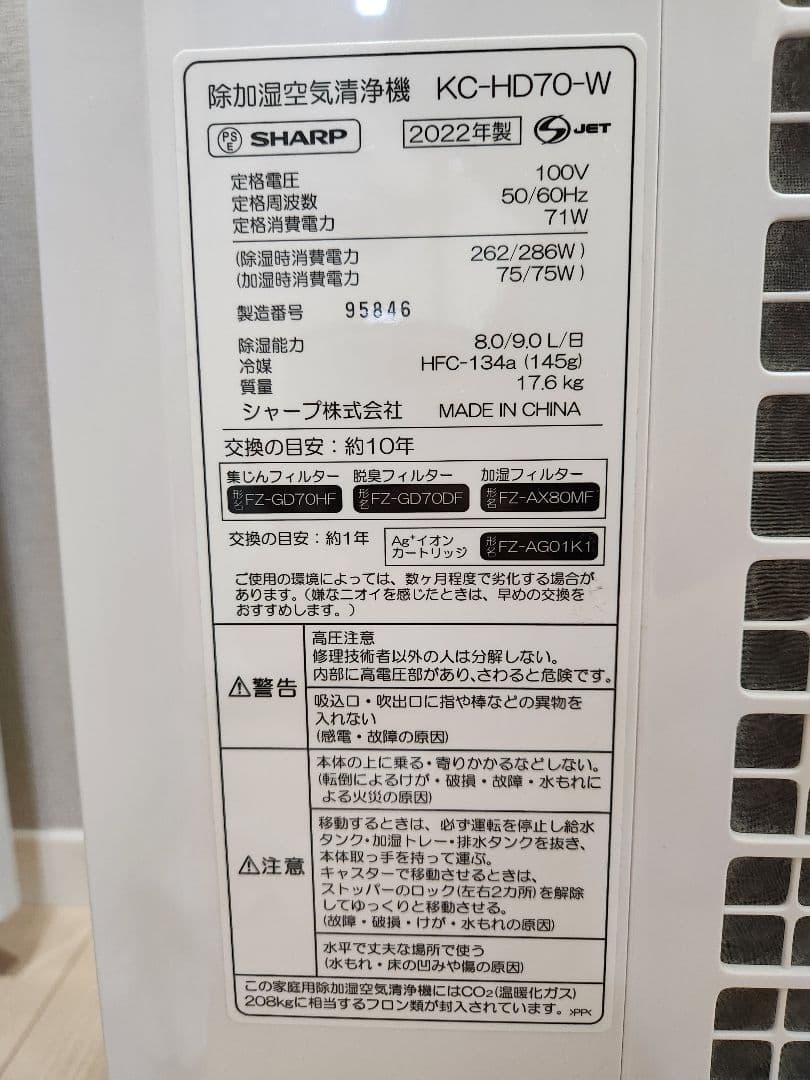 除加湿空気清浄機 KC-HD70-W
PSE SHARP 2022年製 S JET
定格電圧 100V
定格周波数 50/60Hz
定格消費電力 71W
(除湿時消費電力 262/286W)
(加湿時消費電力 75/75W)
製造番号 95846
除湿能力 8.0/9.0 L/日
冷媒 HFC-134a (145g)
質量 17.6 kg
シャープ株式会社 MADE IN CHINA
交換の目安：約10年
集じんフィルター 脱臭フィルター 加湿フィルター
形名 FZ-GD70HF 形名 FZ-GD70DF 形名 FZ-AX80MF
交換の目安：約1年 Ag⁺イオンカートリッジ 形名 FZ-AG01K1
ご使用の環境によっては、数ヶ月程度で劣化する場合が
あります。(嫌なニオイを感じたときは、早めの交換を
おすすめします。)
⚠警告
高圧注意
修理技術者以外の人は分解しない。
内部に高電圧部があり、さわると危険です。
吸込口・吹出口に指や棒などの異物を
入れない
(感電・故障の原因)
⚠注意
本体の上に乗る・寄りかかるなどしない。
(転倒によるけが・破損・故障・水もれに
よる火災の原因)
移動するときは、必ず運転を停止し給水
タンク・加湿トレー・排水タンクを抜き、
本体取っ手を持って運ぶ。
キャスターで移動させるときは、
ストッパーのロック(左右2カ所)を解除
してゆっくりと移動させる。
(故障・破損・けが・水もれの原因)
水平で丈夫な場所で使う
(水もれ・床の凹みや傷の原因)
この家庭用除加湿空気清浄機にはCO₂(温暖化ガス)
208kgに相当するフロン類が封入されています。 >PP<